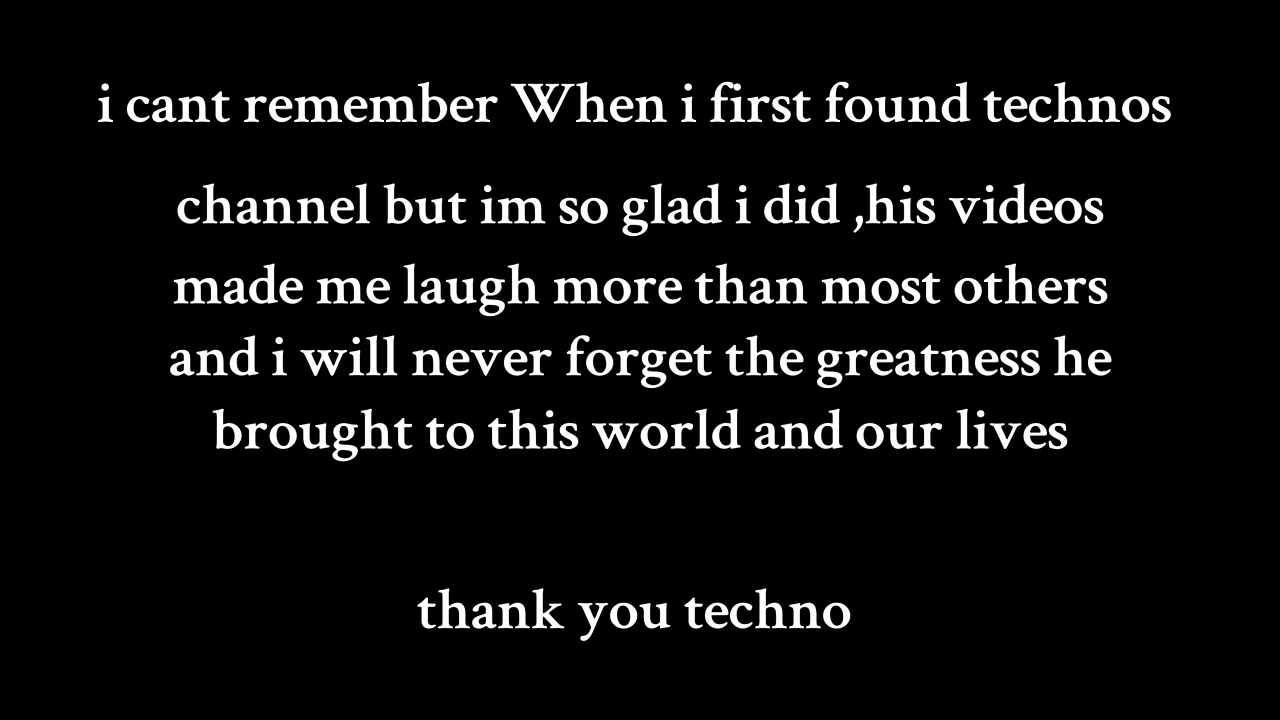 i cant remember When i first found technos
channel but im so glad i did ,his videos
made me laugh more than most others
and i will never forget the greatness he
brought to this world and our lives
thank you techno